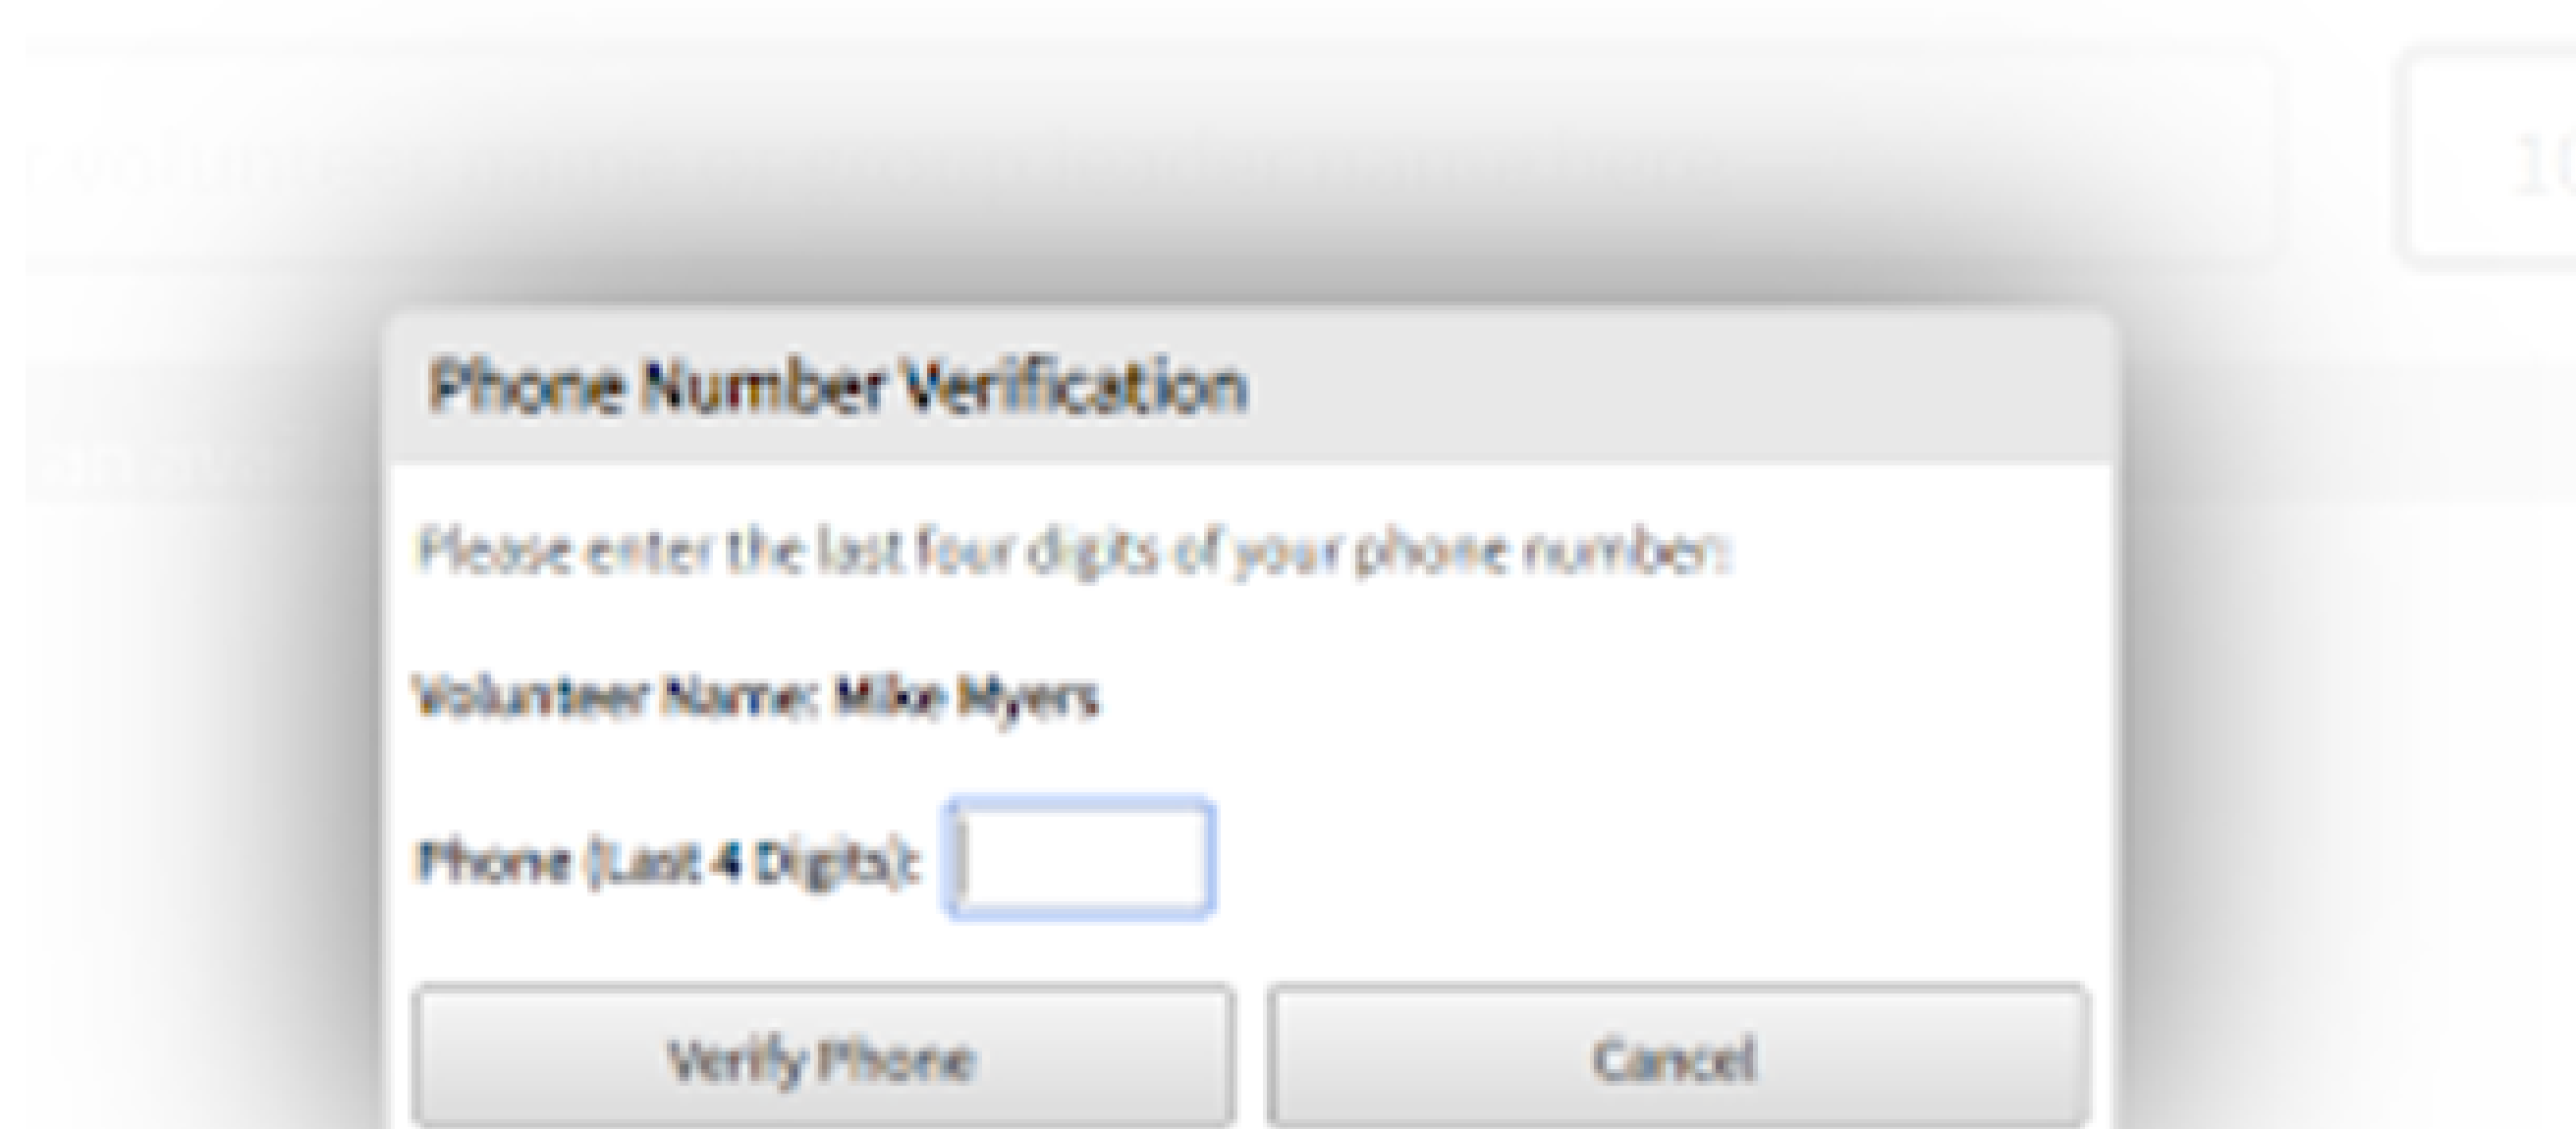 10
Phone Number Verification
Please enter the last four digits of your phone number:
Volunteer Name: Mike Myers
Phone (Last 4 Digits):
Verify Phone
Cancel